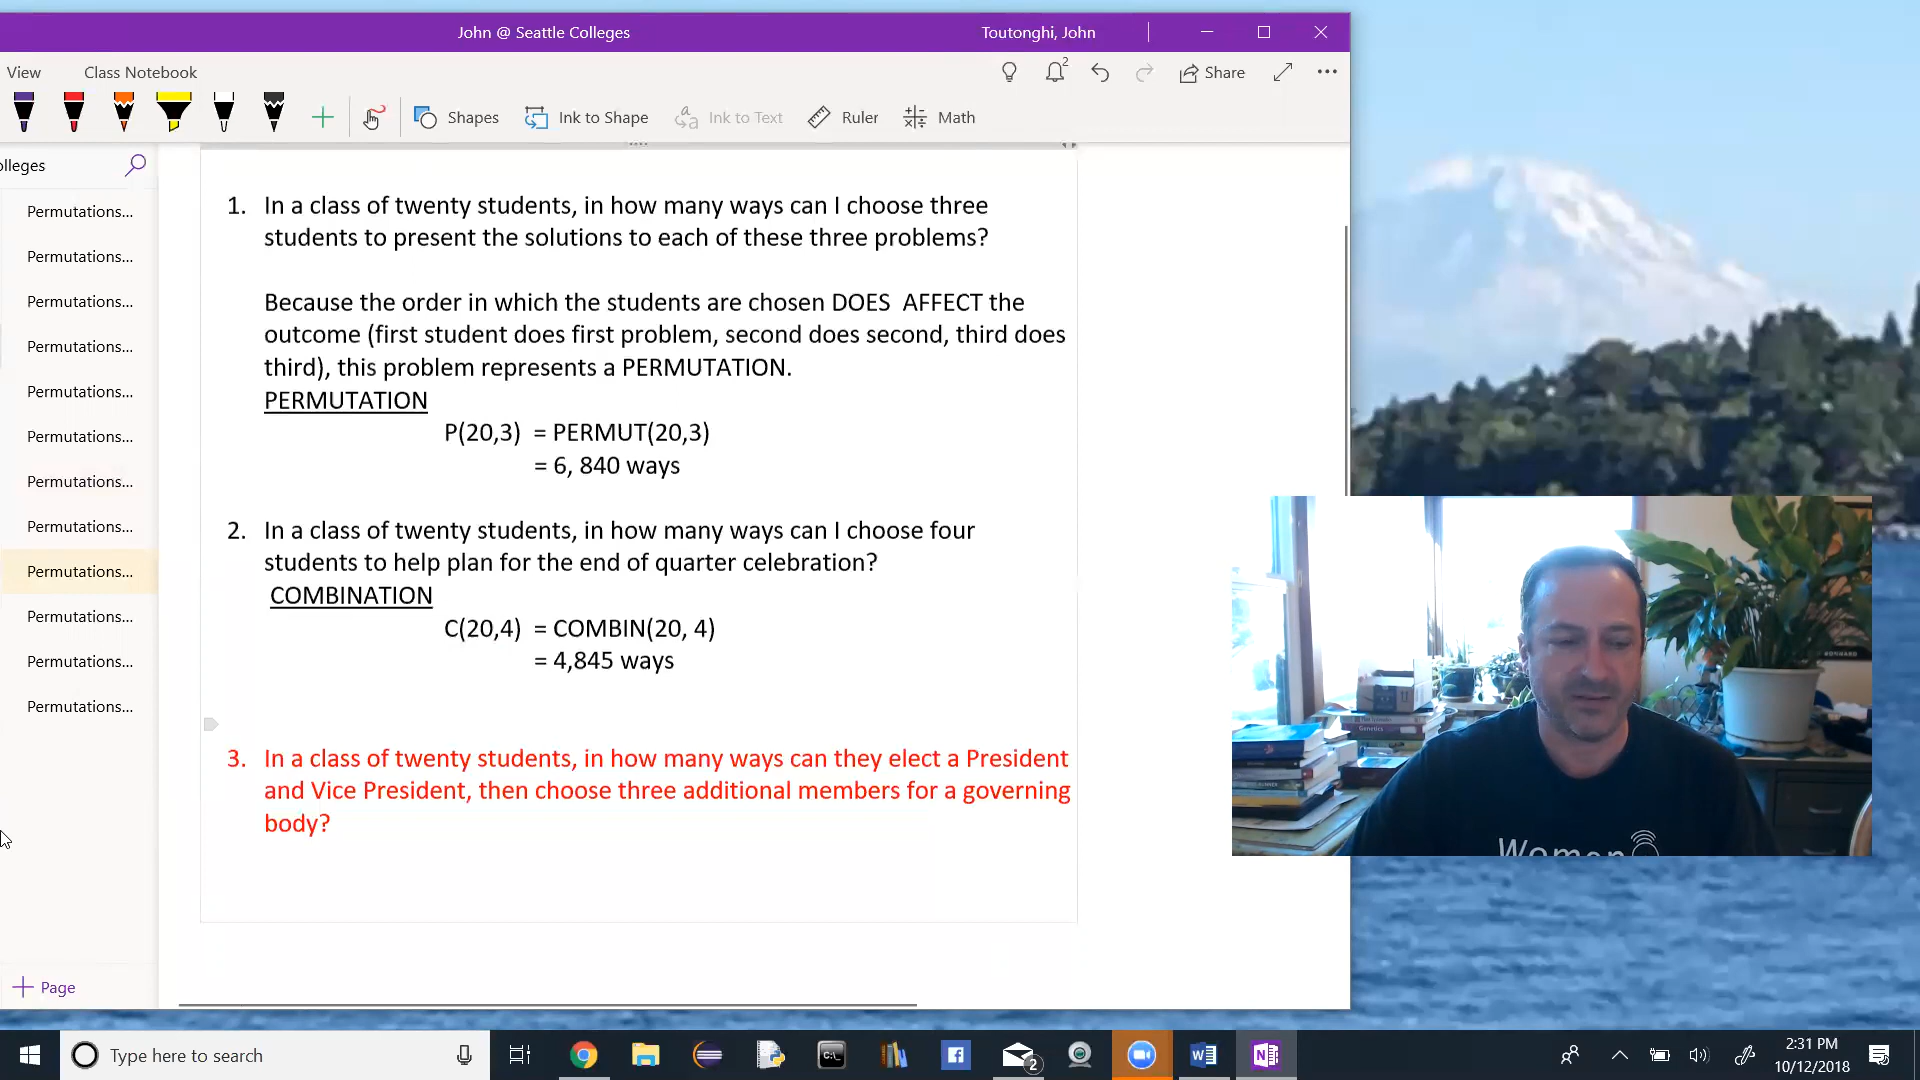 John @ Seattle Colleges
Toutonghi, John
View
Class Notebook
2
Share
Shapes
Ink to Shape
Ink to Text
Ruler
Math
olleges
Permutations...
Permutations...
Permutations...
Permutations...
Permutations...
Permutations...
Permutations...
Permutations...
Permutations...
Permutations...
Permutations...
Permutations...
Page
1. In a class of twenty students, in how many ways can I choose three
students to present the solutions to each of these three problems?
Because the order in which the students are chosen DOES AFFECT the
outcome (first student does first problem, second does second, third does
third), this problem represents a PERMUTATION.
PERMUTATION
P(20,3) = PERMUT(20,3)
= 6, 840 ways
2. In a class of twenty students, in how many ways can I choose four
students to help plan for the end of quarter celebration?
COMBINATION
C(20,4) = COMBIN(20, 4)
= 4,845 ways
3. In a class of twenty students, in how many ways can they elect a President
and Vice President, then choose three additional members for a governing
body?
Genetics
Women
Type here to search
2
2:31 PM
10/12/2018